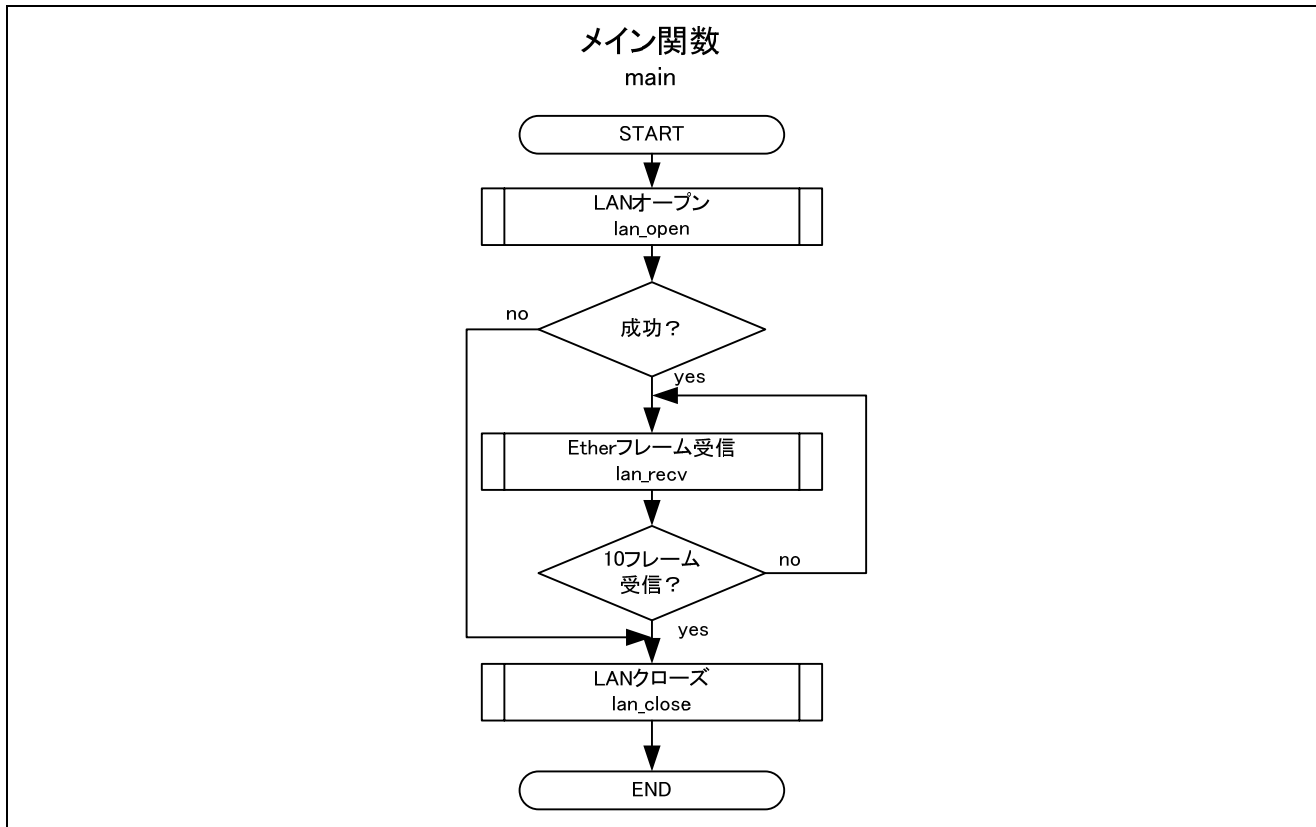 メイン関数
main
START
LANオープン
lan_open
成功？
no
yes
Etherフレーム受信
lan_recv
10フレーム
受信？
no
yes
LANクローズ
lan_close
END